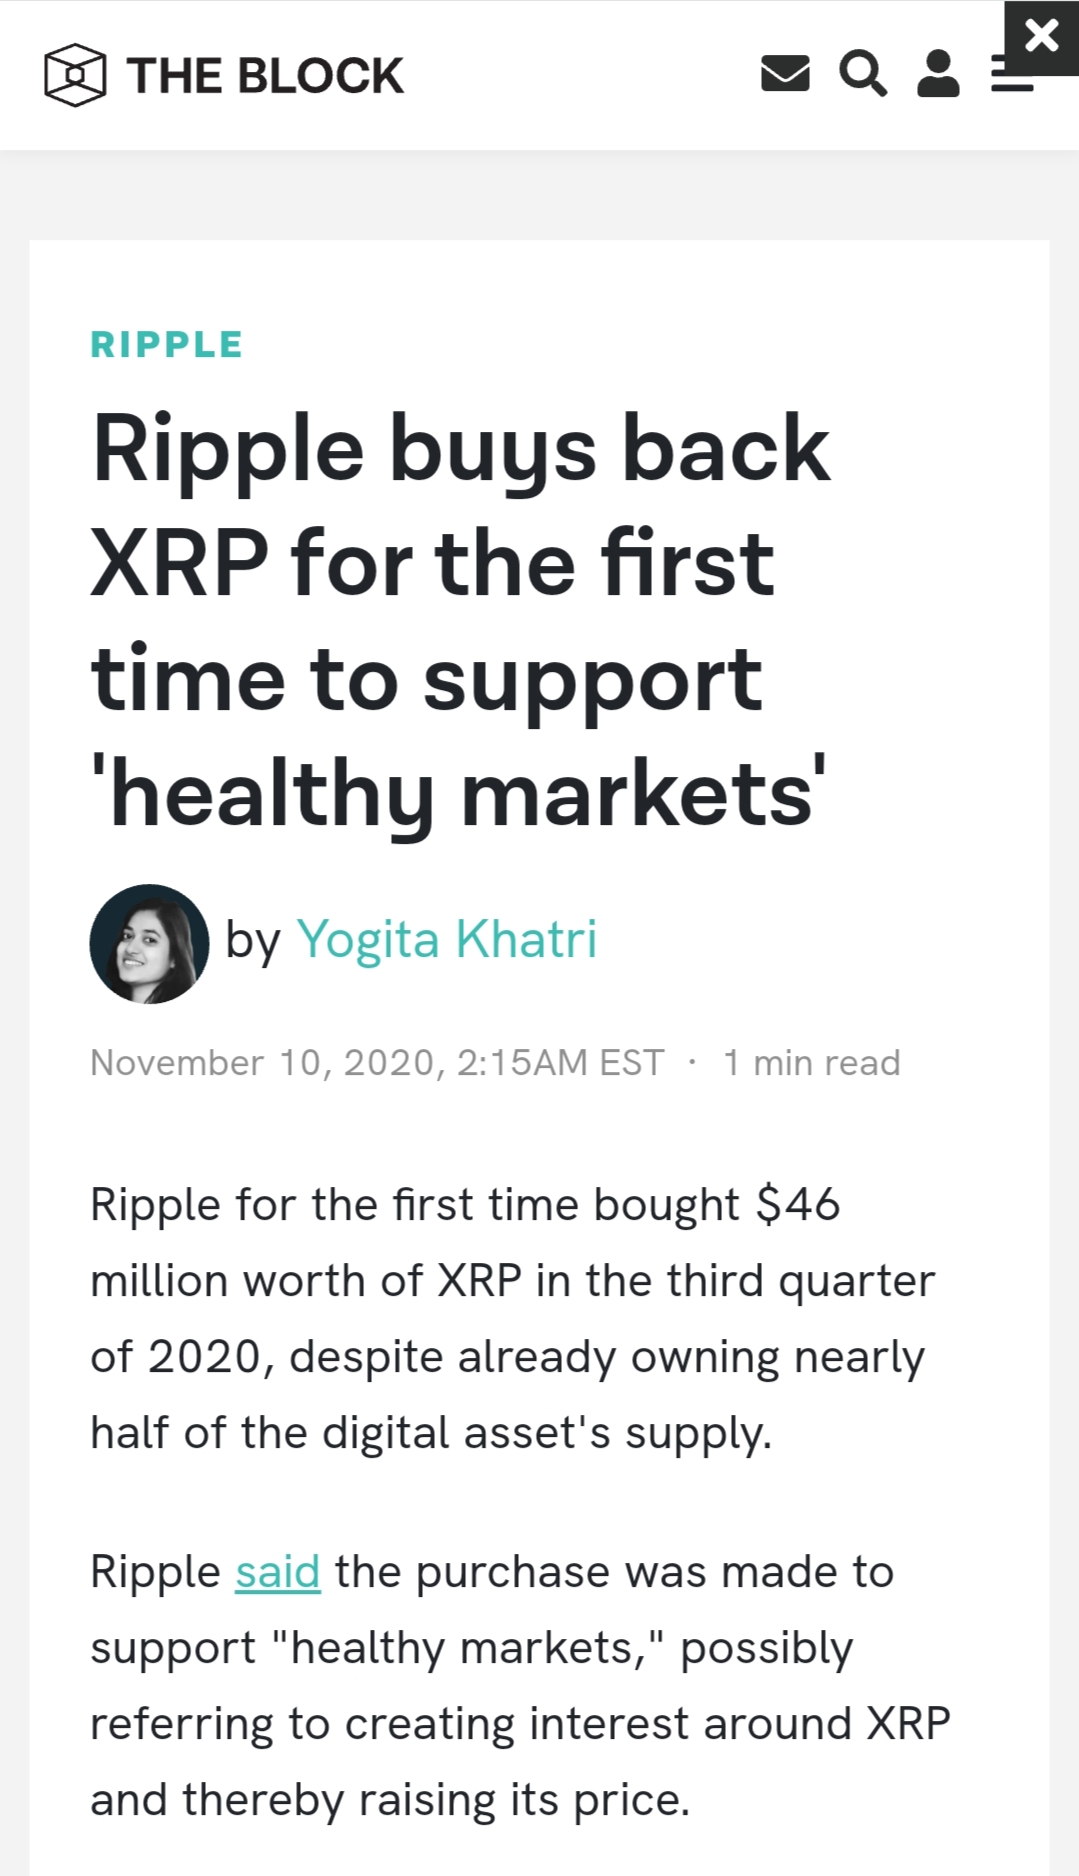 THE BLOCK
RIPPLE
Ripple buys back
XRP for the first
time to support
'healthy markets'
by Yogita Khatri
November 10, 2020, 2:15AM EST · 1 min read
Ripple for the first time bought $46
million worth of XRP in the third quarter
of 2020, despite already owning nearly
half of the digital asset's supply.
Ripple said the purchase was made to
support "healthy markets," possibly
referring to creating interest around XRP
and thereby raising its price.